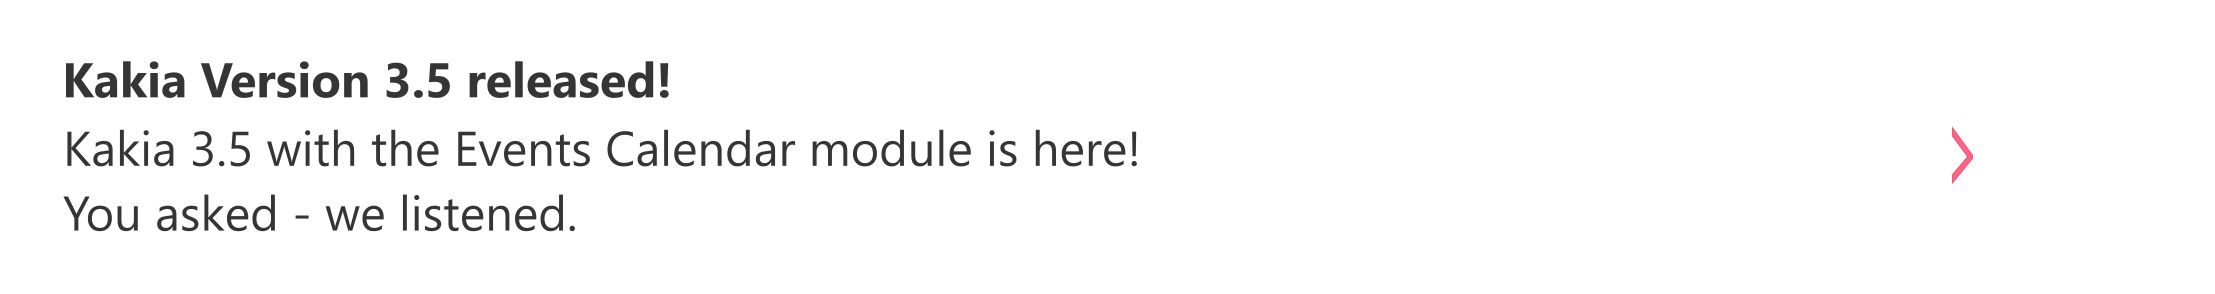 Kakia Version 3.5 released!
Kakia 3.5 with the Events Calendar module is here!
You asked - we listened.